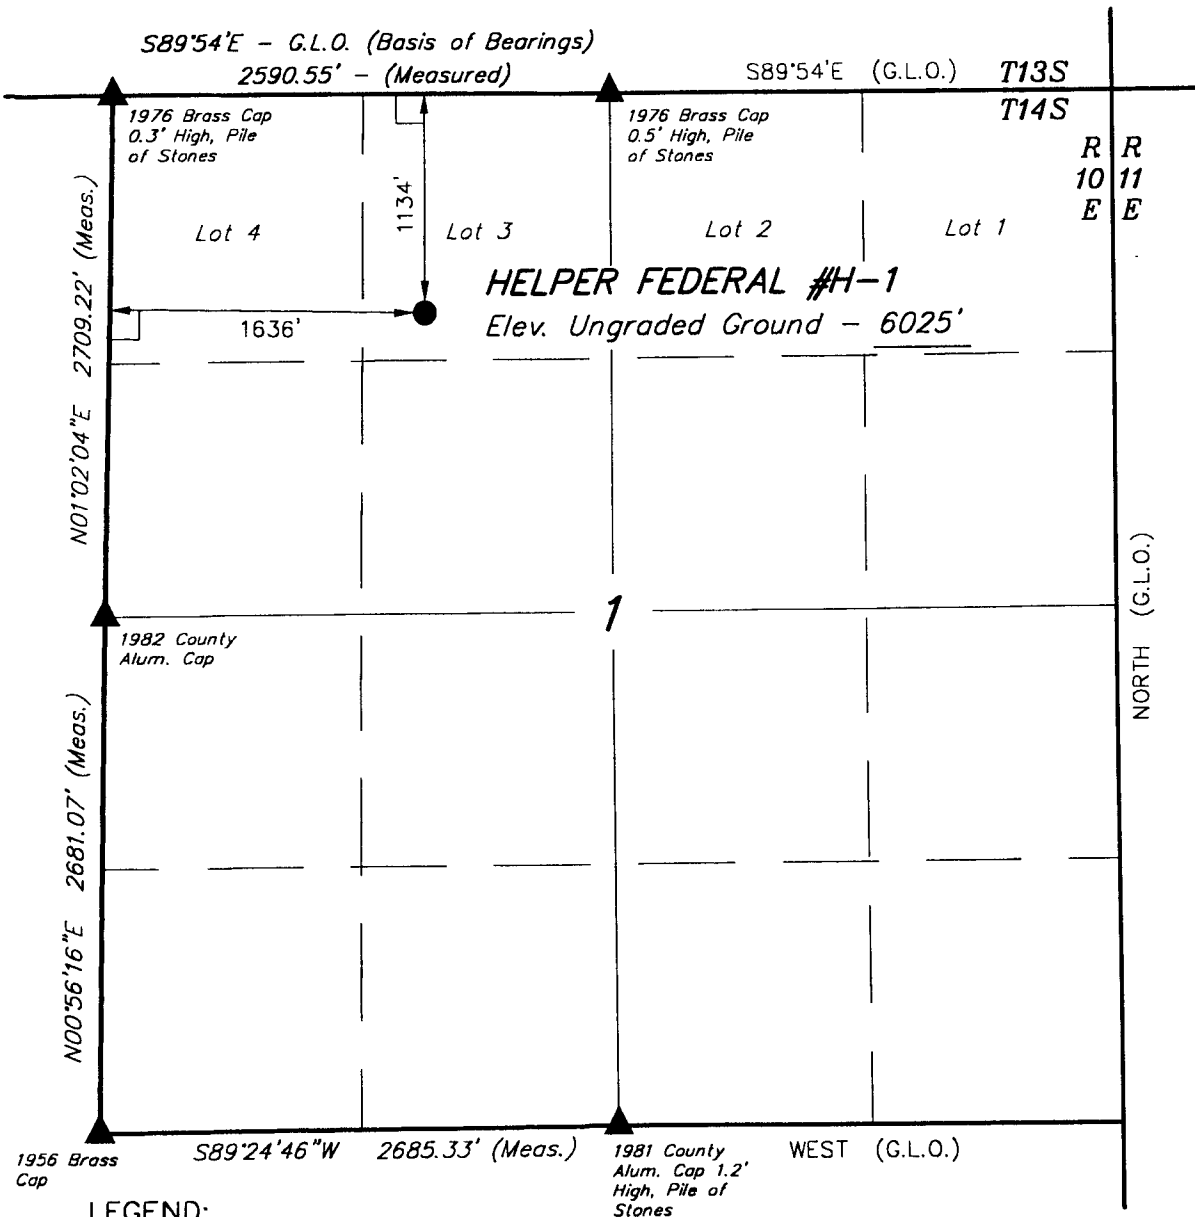 S89°54'E - G.L.O. (Basis of Bearings)
2590.55' - (Measured)
S89°54'E (G.L.O.)
T13S
T14S
R R
10 11
E E
1976 Brass Cap
0.3' High, Pile
of Stones
1976 Brass Cap
0.5' High, Pile
of Stones
N01°02'04"E 2709.22' (Meas.)
1134'
Lot 4
Lot 3
Lot 2
Lot 1
HELPER FEDERAL #H-1
Elev. Ungraded Ground - 6025'
1636'
1
1982 County
Alum. Cap
NORTH (G.L.O.)
N00°56'16"E 2681.07' (Meas.)
S89°24'46"W 2685.33' (Meas.)
WEST (G.L.O.)
1956 Brass
Cap
1981 County
Alum. Cap 1.2'
High, Pile of
Stones
LEGEND: